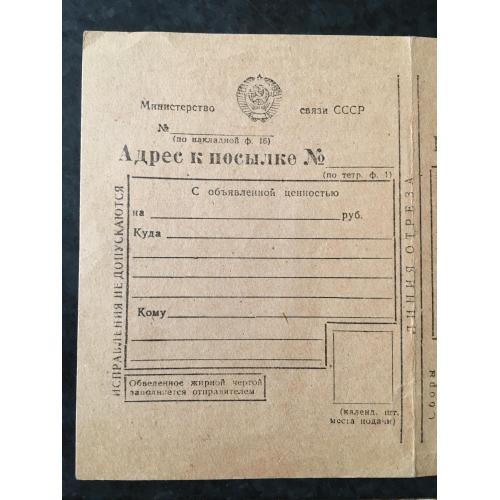 Министерство связи СССР
№
(по накладной ф. 16)
Адрес к посылке №
(по тетр. ф. 1)
С объявленной ценностью
на руб.
Куда
Кому
Обведенное жирной чертой
заполняется отправителем
(календ. шт.
места подачи)
ИСПРАВЛЕНИЯ НЕ ДОПУСКАЮТСЯ
ЛИНИЯ ОТРЕЗА
Сборы